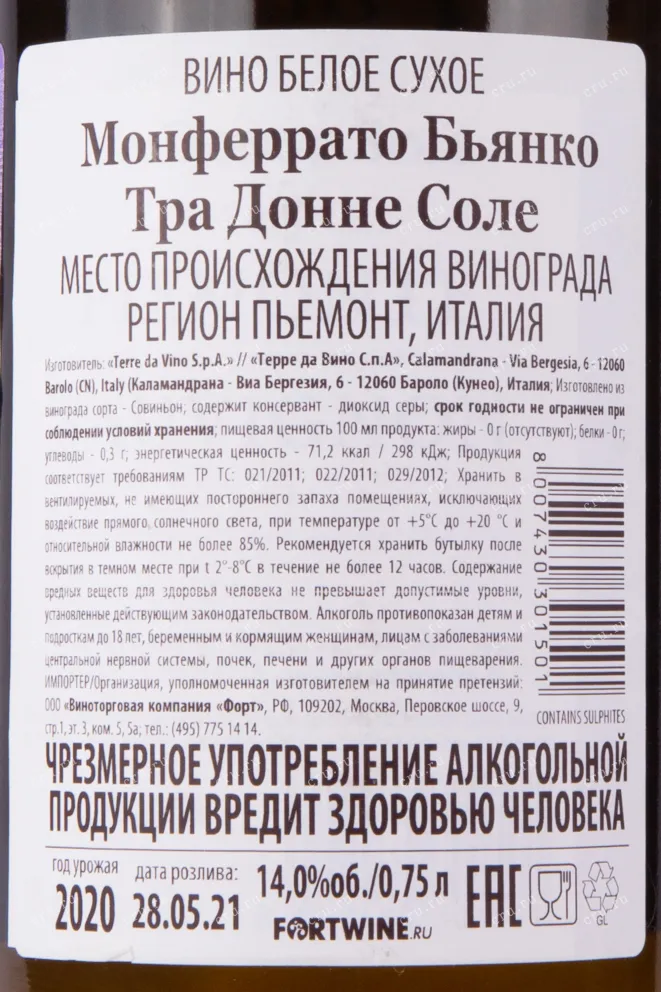 ВИНО БЕЛОЕ СУХОЕ
Монферрато Бьянко
Тра Донне Соле
МЕСТО ПРОИСХОЖДЕНИЯ ВИНОГРАДА
РЕГИОН ПЬЕМОНТ, ИТАЛИЯ
Изготовитель: «Terre da Vino S.p.A.» // «Терре да Вино С.п.А», Calamandrana - Via Bergesia, 6 - 12060
Barolo (CN), Italy (Каламандрана - Виа Бергезия, 6 - 12060 Бароло (Кунео), Италия; Изготовлено из
винограда сорта - Совиньон; содержит консервант - диоксид серы; срок годности не ограничен при
соблюдении условий хранения; пищевая ценность 100 мл продукта: жиры - 0 г (отсутствуют); белки - 0 г;
углеводы - 0,3 г; энергетическая ценность - 71,2 ккал / 298 кДж; Продукция
соответствует требованиям ТР ТС: 021/2011; 022/2011; 029/2012; Хранить в
вентилируемых, не имеющих постороннего запаха помещениях, исключающих
воздействие прямого солнечного света, при температуре от +5°С до +20 °С и
относительной влажности не более 85%. Рекомендуется хранить бутылку после
вскрытия в темном месте при t 2°-8°С в течение не более 12 часов. Содержание
вредных веществ для здоровья человека не превышает допустимые уровни,
установленные действующим законодательством. Алкоголь противопоказан детям и
подросткам до 18 лет, беременным и кормящим женщинам, лицам с заболеваниями
центральной нервной системы, почек, печени и других органов пищеварения.
ИМПОРТЕР/Организация, уполномоченная изготовителем на принятие претензий:
ООО «Виноторговая компания «Форт», РФ, 109202, Москва, Перовское шоссе, 9,
стр.1, эт. 3, ком. 5, 5а; тел.: (495) 775 14 14.
8 007430 301501
CONTAINS SULPHITES
ЧРЕЗМЕРНОЕ УПОТРЕБЛЕНИЕ АЛКОГОЛЬНОЙ
ПРОДУКЦИИ ВРЕДИТ ЗДОРОВЬЮ ЧЕЛОВЕКА
год урожая
2020
дата розлива:
28.05.21
14,0%об./0,75 л
FORTWINE.RU
EAC
GL
cru.ru